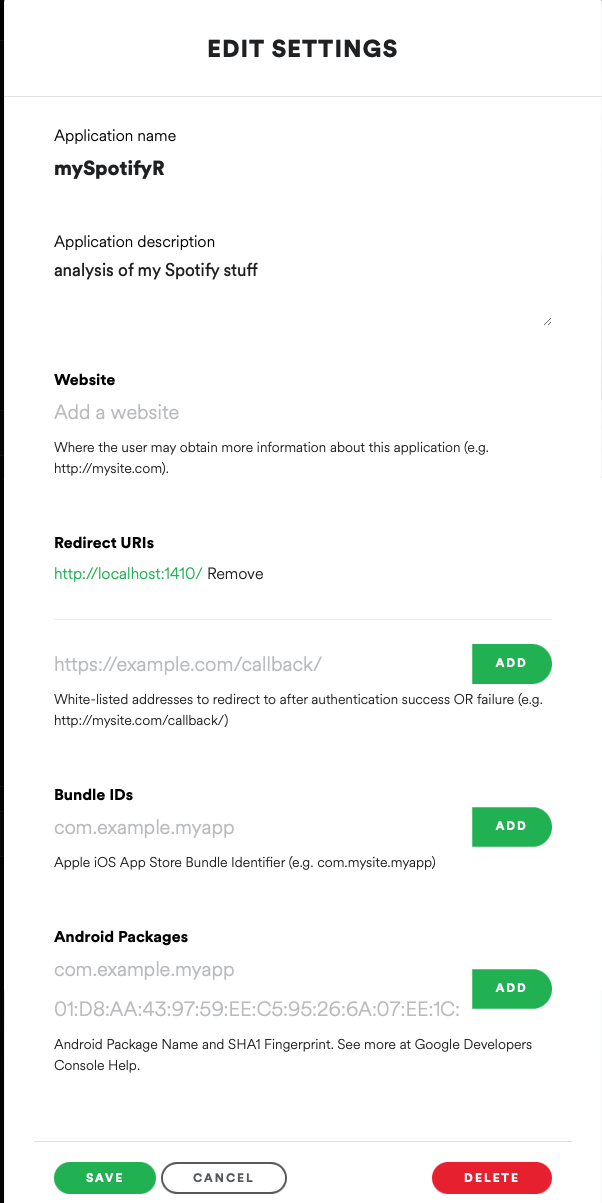 EDIT SETTINGS
Application name
mySpotifyR
Application description
analysis of my Spotify stuff
Website
Add a website
Where the user may obtain more information about this application (e.g.
http://mysite.com).
Redirect URIs
http://localhost:1410/ Remove
https://example.com/callback/
ADD
White-listed addresses to redirect to after authentication success OR failure (e.g.
http://mysite.com/callback/)
Bundle IDs
com.example.myapp
ADD
Apple iOS App Store Bundle Identifier (e.g. com.mysite.myapp)
Android Packages
com.example.myapp
ADD
01:D8:AA:43:97:59:EE:C5:95:26:6A:07:EE:1C:
Android Package Name and SHA1 Fingerprint. See more at Google Developers
Console Help.
SAVE CANCEL DELETE